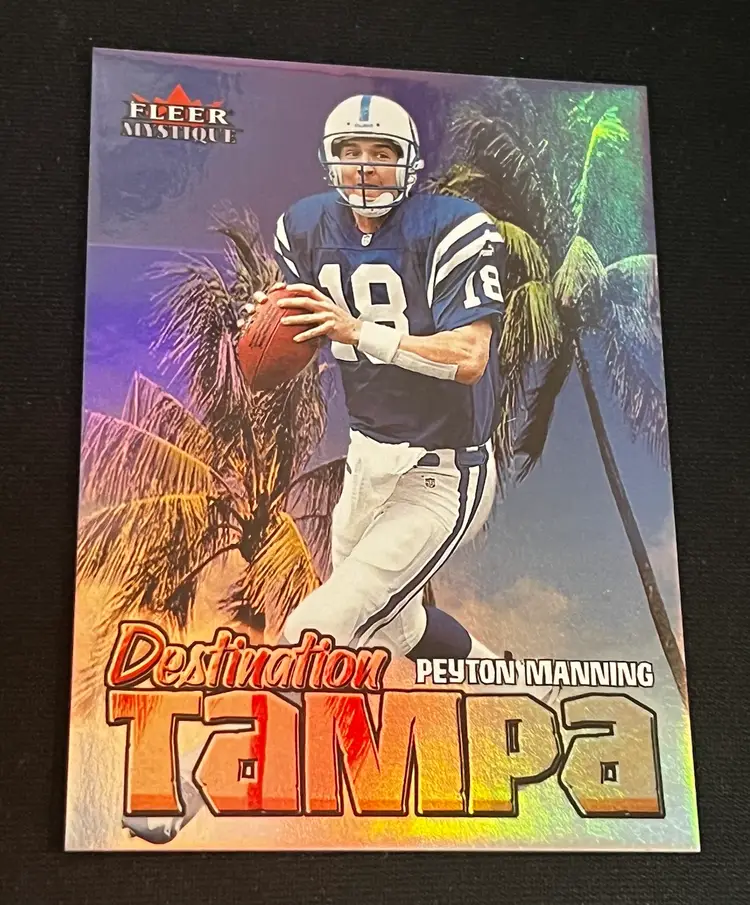 FLEER
MYSTIQUE
18
18
Destination
PEYTON MANNING
TaMPa